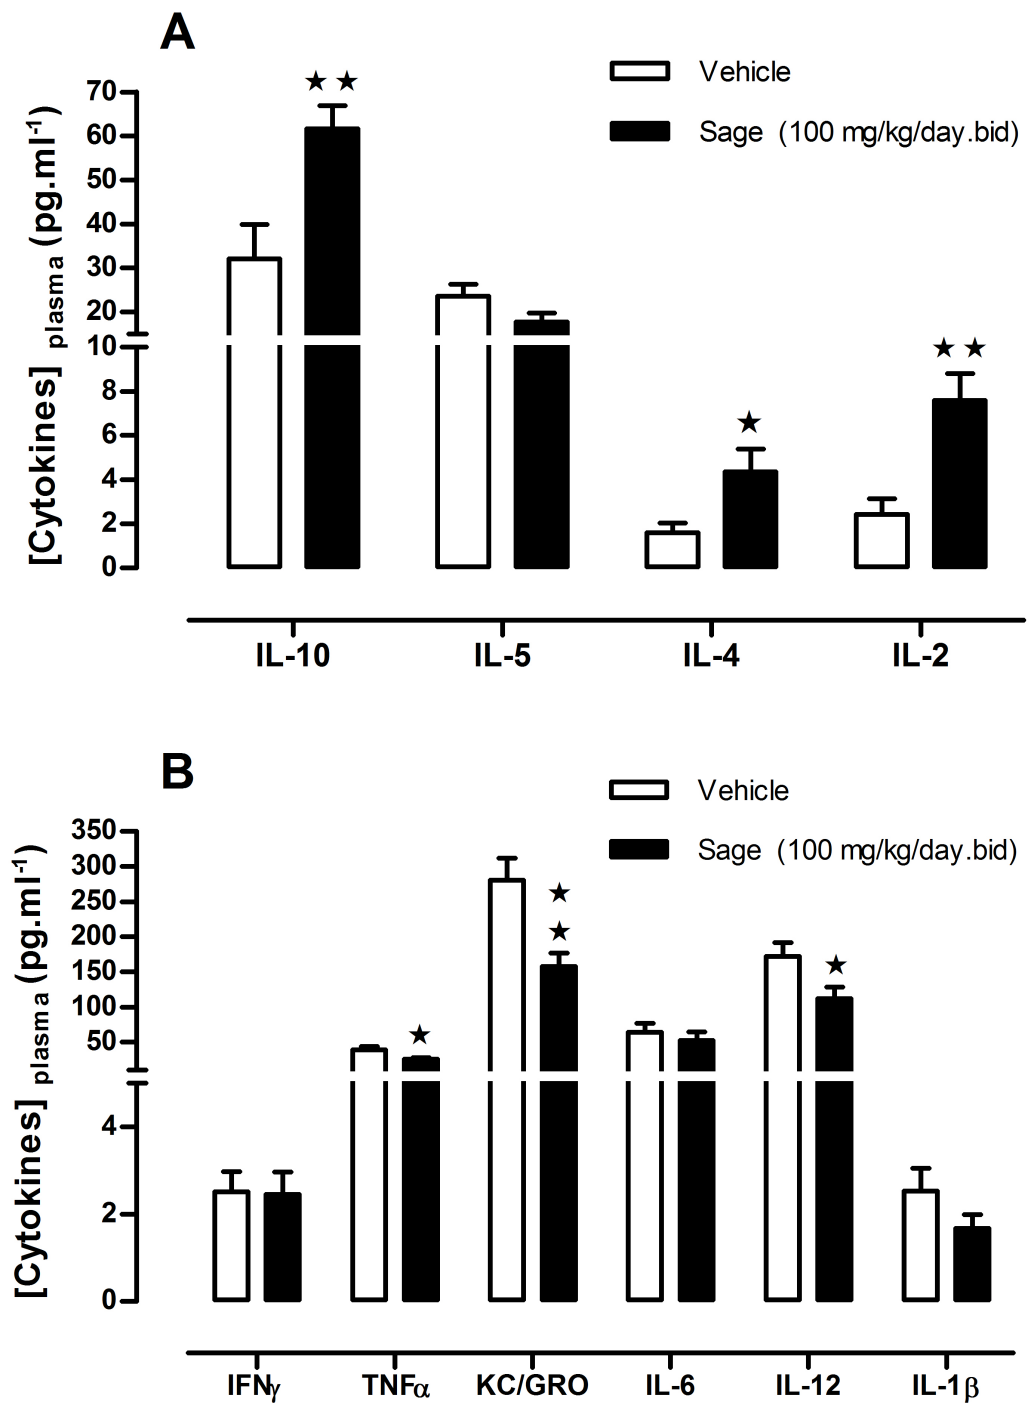 A
Vehicle
Sage (100 mg/kg/day.bid)
[Cytokines] plasma (pg.ml-1)
70
60
50
40
30
20
10
8
6
4
2
0
★ ★
★
★ ★
IL-10 IL-5 IL-4 IL-2
B
Vehicle
Sage (100 mg/kg/day.bid)
[Cytokines] plasma (pg.ml-1)
350
300
250
200
150
100
50
4
2
0
★
★
★
★
IFNγ TNFα KC/GRO IL-6 IL-12 IL-1β